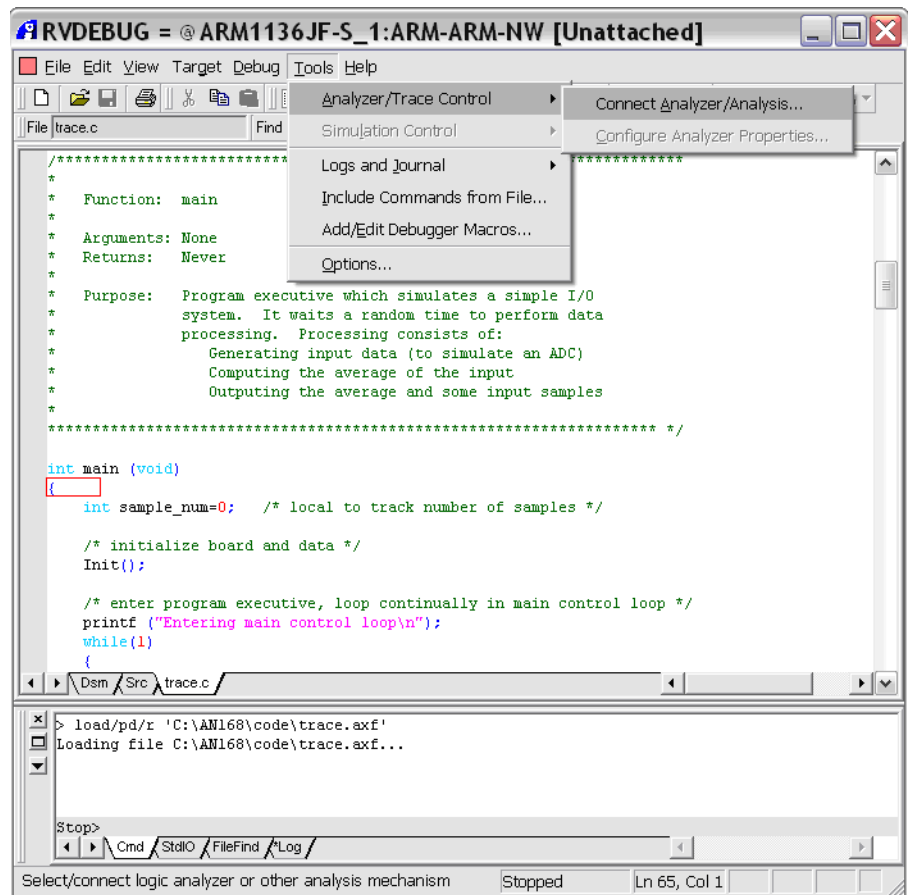 RVDEBUG = @ARM1136JF-S_1:ARM-ARM-NW [Unattached]
File Edit View Target Debug Tools Help
Analyzer/Trace Control
Connect Analyzer/Analysis...
File trace.c Find
Simulation Control
Configure Analyzer Properties...
Logs and Journal
Include Commands from File...
Add/Edit Debugger Macros...
Options...
/*************************** ************
*
* Function: main
*
* Arguments: None
* Returns: Never
*
* Purpose: Program executive which simulates a simple I/O
* system. It waits a random time to perform data
* processing. Processing consists of:
* Generating input data (to simulate an ADC)
* Computing the average of the input
* Outputing the average and some input samples
*
******************************************************************** */
int main (void)
{
int sample_num=0; /* local to track number of samples */
/* initialize board and data */
Init();
/* enter program executive, loop continually in main control loop */
printf ("Entering main control loop\n");
while(1)
{
Dsm Src trace.c
> load/pd/r 'C:\AN168\code\trace.axf'
Loading file C:\AN168\code\trace.axf...
Stop>
Cmd StdIO FileFind *Log
Select/connect logic analyzer or other analysis mechanism Stopped Ln 65, Col 1